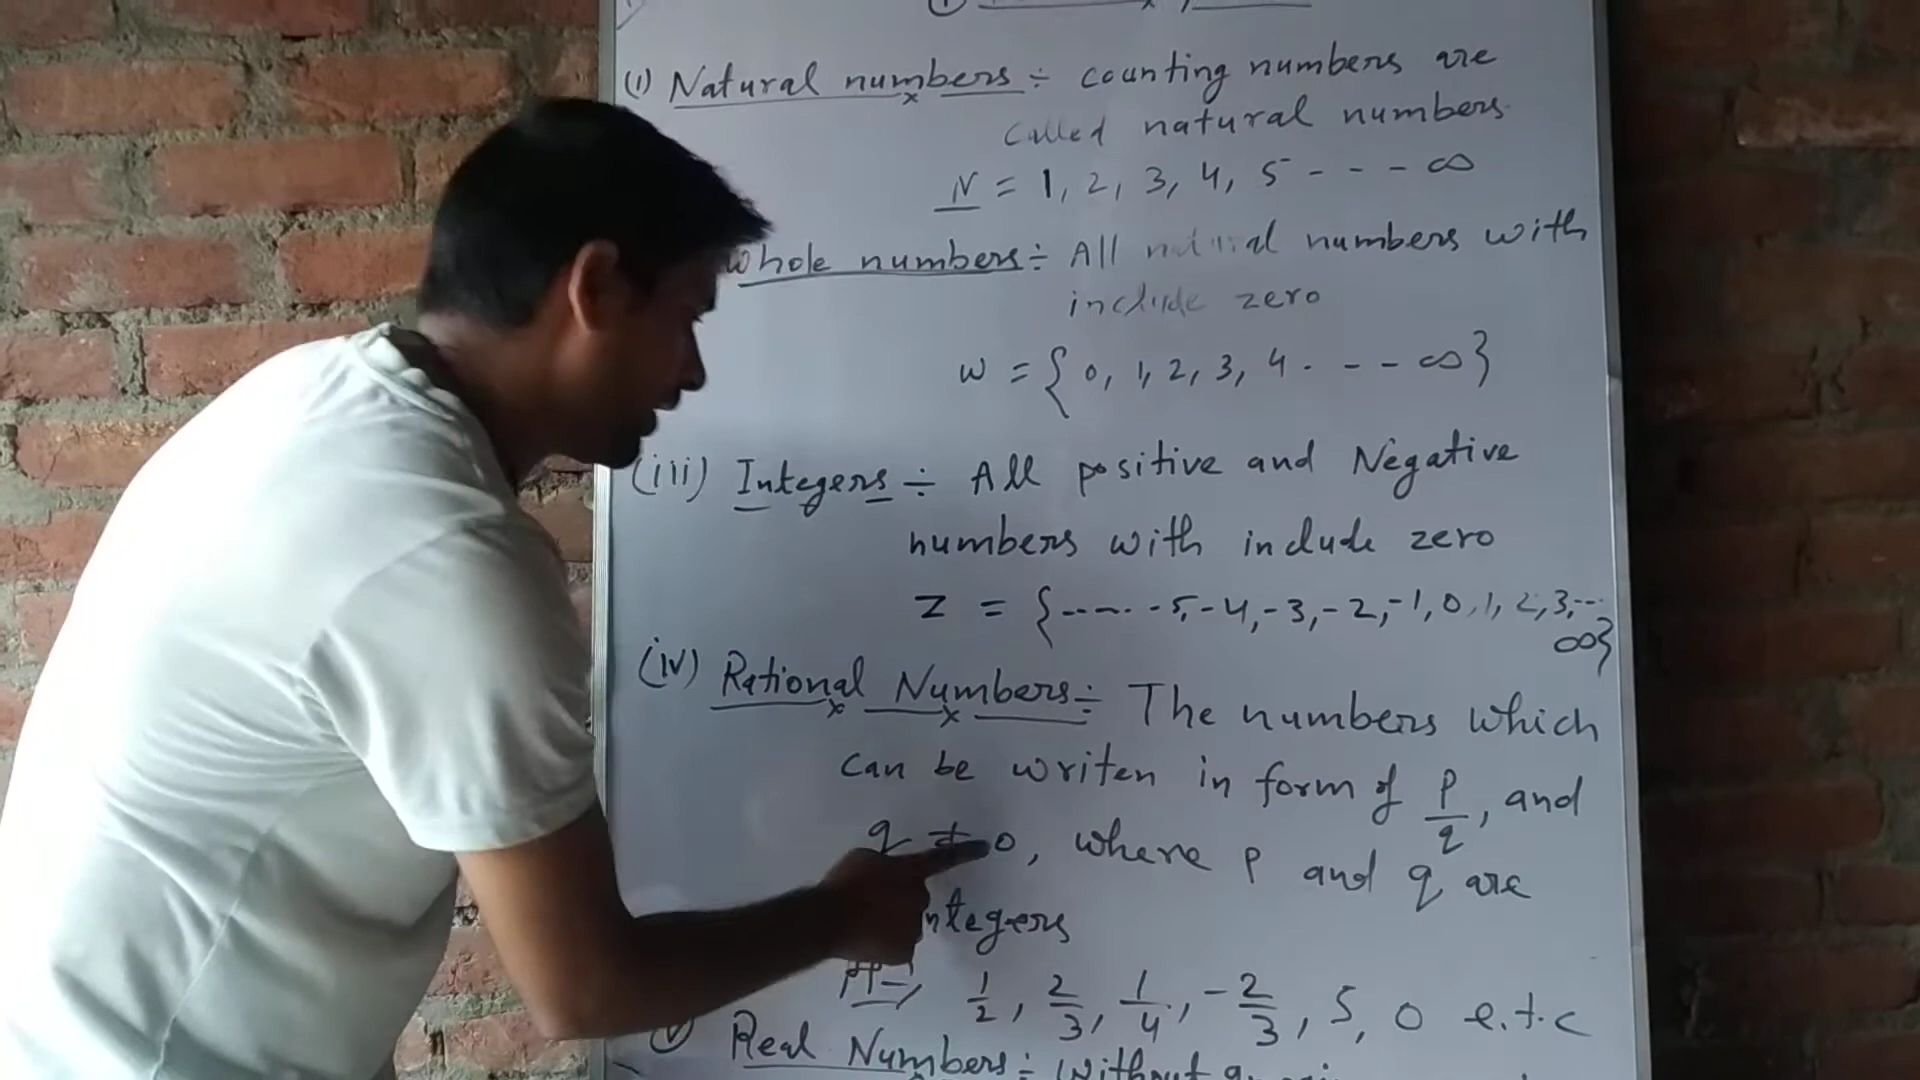 (i) Natural numbers ÷ counting numbers are
called natural numbers
N = 1, 2, 3, 4, 5 - - - ∞
whole numbers ÷ All natural numbers with
include zero
W = { 0, 1, 2, 3, 4 . - - ∞}
(iii) Integers ÷ All positive and Negative
numbers with include zero
Z = {------ -5, -4, -3, -2, -1, 0, 1, 2, 3, ---
∞}
(iv) Rational Numbers ÷ The numbers which
can be writen in form of p/q, and
q ≠ 0, where p and q are
ntegers
1/2, 2/3, 1/4, -2/3, 5, 0 e.t.c
(v) Real Numbers ÷ Without